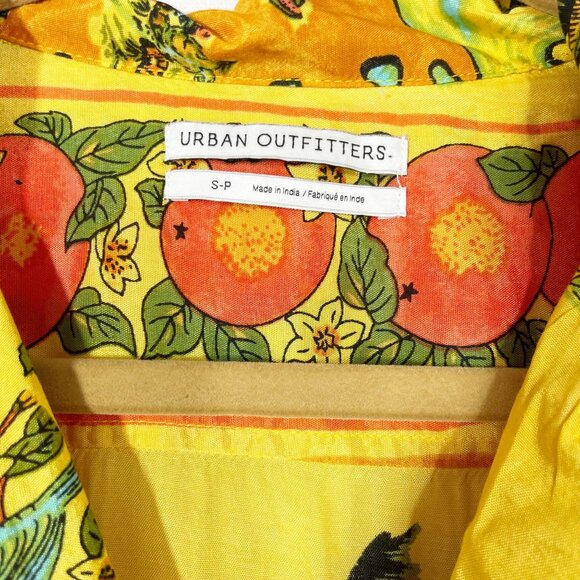 URBAN OUTFITTERS
S-P Made in India / Fabriqué en Inde